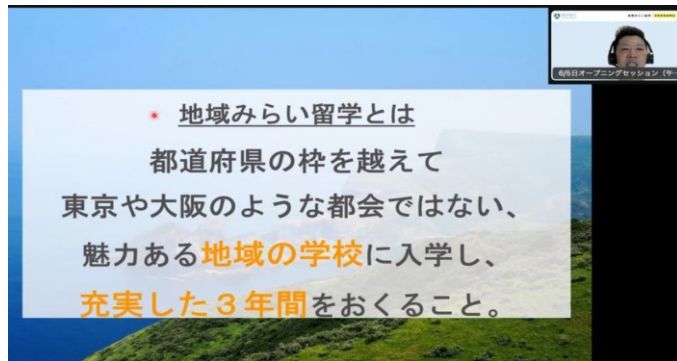 地域みらい留学とは
都道府県の枠を越えて
東京や大阪のような都会ではない、
魅力ある地域の学校に入学し、
充実した３年間をおくること。
6/5日オープニングセッション（午…